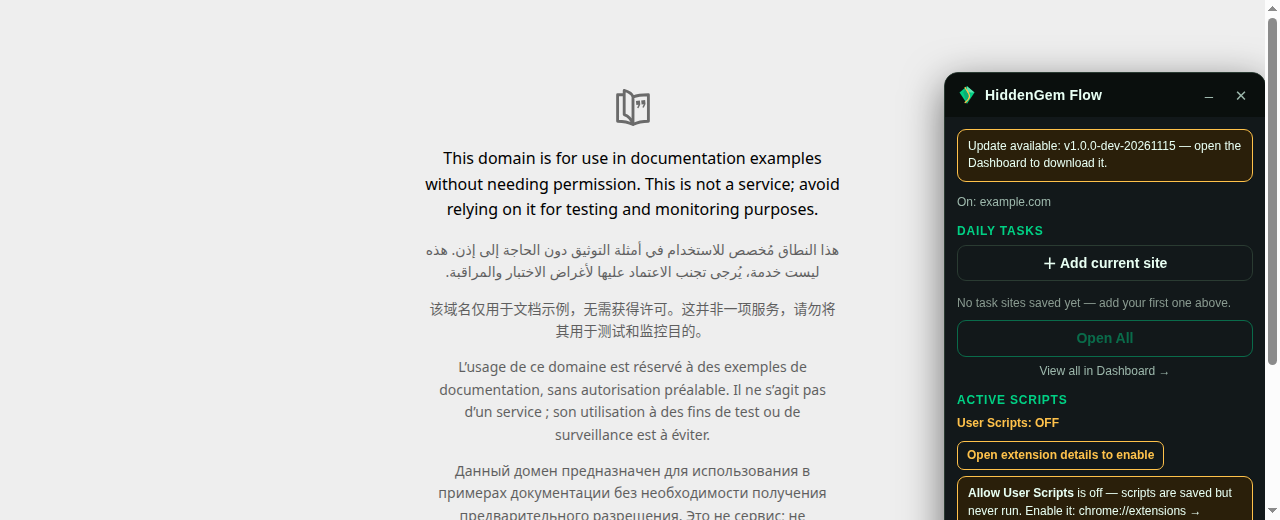 This domain is for use in documentation examples
without needing permission. This is not a service; avoid
relying on it for testing and monitoring purposes.
هذا النطاق مُخصص للاستخدام في أمثلة التوثيق دون الحاجة إلى إذن. هذه
ليست خدمة، يُرجى تجنب الاعتماد عليها لأغراض الاختبار والمراقبة.
该域名仅用于文档示例，无需获得许可。这并非一项服务，请勿将
其用于测试和监控目的。
L’usage de ce domaine est réservé à des exemples de
documentation, sans autorisation préalable. Il ne s’agit pas
d’un service ; son utilisation à des fins de test ou de
surveillance est à éviter.
Данный домен предназначен для использования в
примерах документации без необходимости получения
предварительного разрешения. Это не сервис; не
HiddenGem Flow
Update available: v1.0.0-dev-20261115 — open the
Dashboard to download it.
On: example.com
DAILY TASKS
+ Add current site
No task sites saved yet — add your first one above.
Open All
View all in Dashboard →
ACTIVE SCRIPTS
User Scripts: OFF
Open extension details to enable
Allow User Scripts is off — scripts are saved but
never run. Enable it: chrome://extensions →